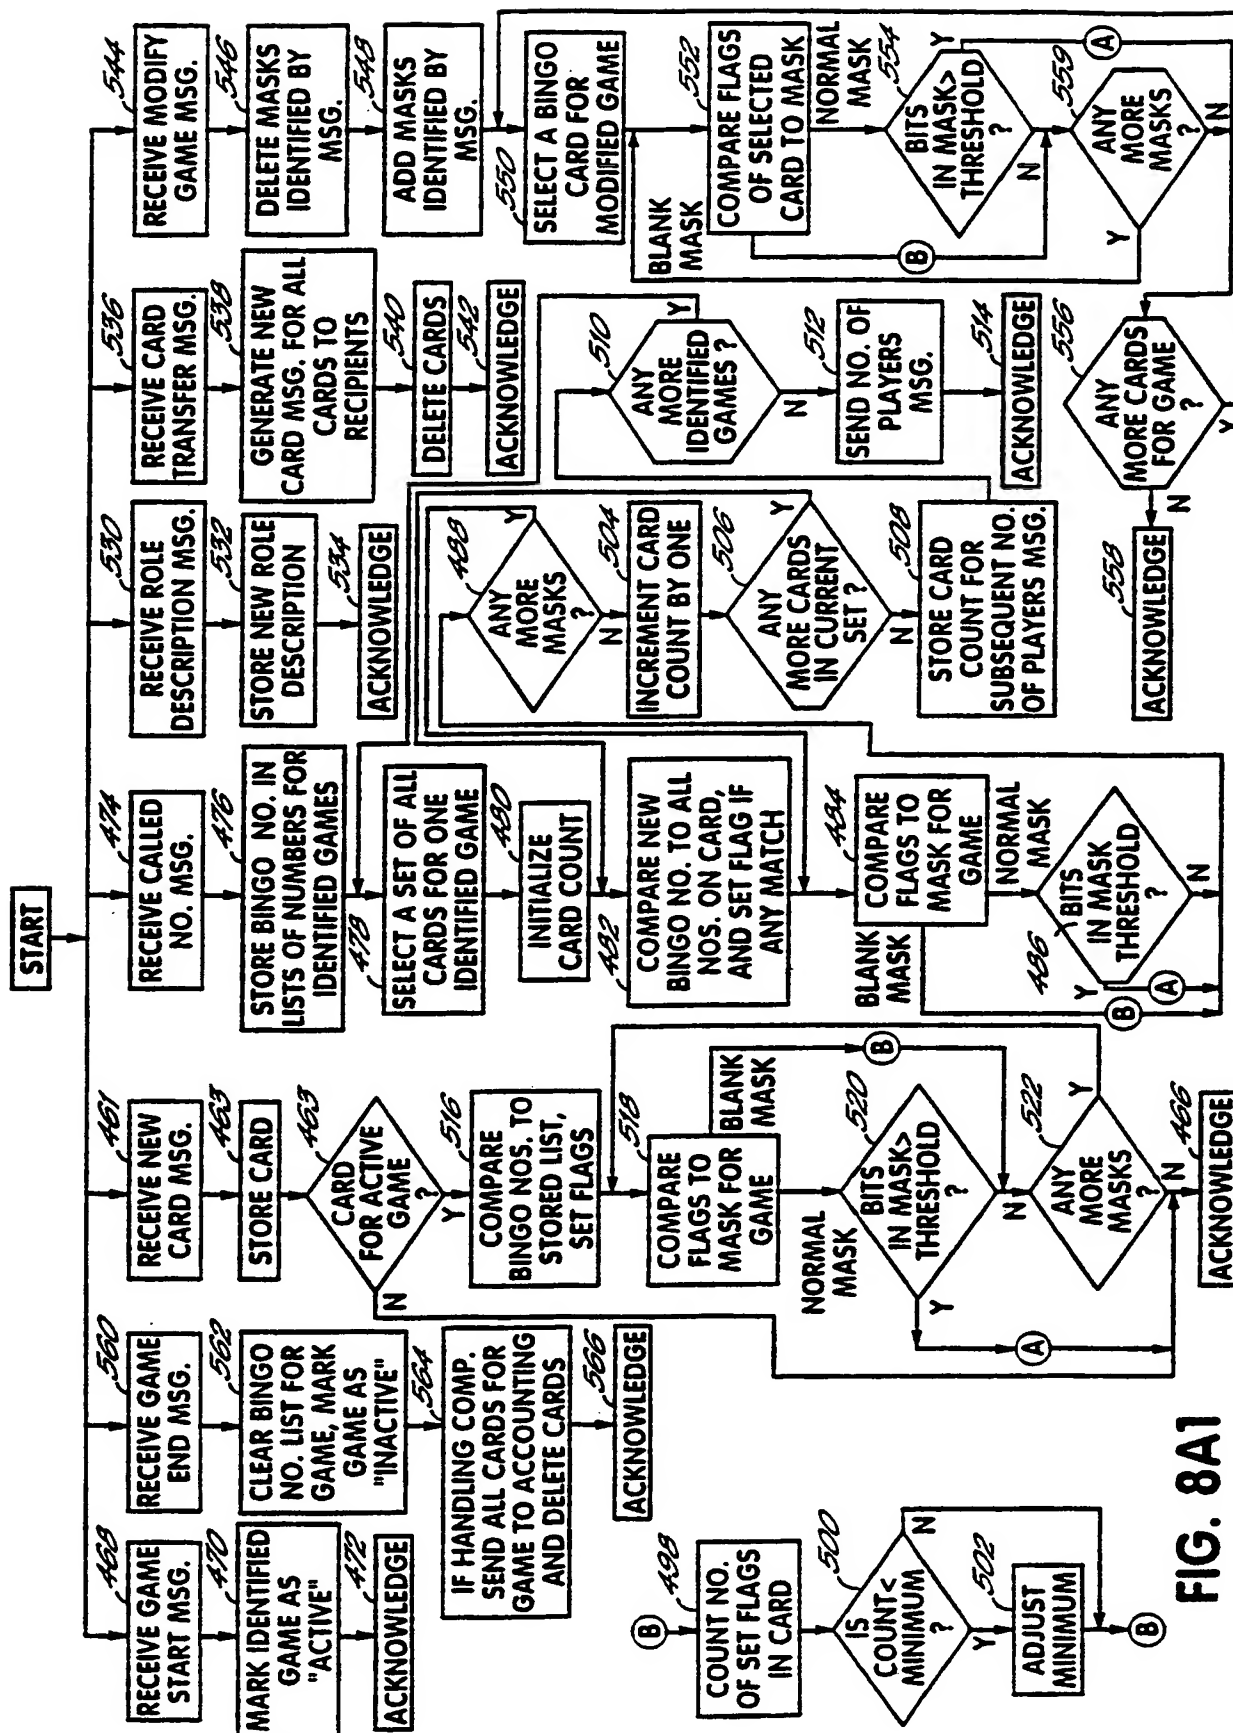 START
468
RECEIVE GAME
START MSG.
470
MARK IDENTIFIED
GAME AS
"ACTIVE"
472
ACKNOWLEDGE
560
RECEIVE GAME
END MSG.
562
CLEAR BINGO
NO. LIST FOR
GAME, MARK
GAME AS
"INACTIVE"
564
IF HANDLING COMP.
SEND ALL CARDS FOR
GAME TO ACCOUNTING
AND DELETE CARDS
566
ACKNOWLEDGE
461
RECEIVE NEW
CARD MSG.
463
STORE CARD
463
CARD
FOR ACTIVE
GAME
?
N
Y
516
COMPARE
BINGO NOS. TO
STORED LIST,
SET FLAGS
518
COMPARE
FLAGS TO
MASK FOR
GAME
BLANK
MASK
B
NORMAL
MASK
520
BITS
IN MASK>
THRESHOLD
?
Y
A
N
522
ANY
MORE
MASKS
?
Y
N
466
ACKNOWLEDGE
474
RECEIVE CALLED
NO. MSG.
476
STORE BINGO NO. IN
LISTS OF NUMBERS FOR
IDENTIFIED GAMES
478
SELECT A SET OF ALL
CARDS FOR ONE
IDENTIFIED GAME
480
INITIALIZE
CARD COUNT
482
COMPARE NEW
BINGO NO. TO ALL
NOS. ON CARD,
AND SET FLAG IF
ANY MATCH
484
COMPARE
FLAGS TO
MASK FOR
GAME
BLANK
MASK
NORMAL
MASK
486
BITS
IN MASK
THRESHOLD
?
Y
A
B
N
530
RECEIVE ROLE
DESCRIPTION MSG.
532
STORE NEW ROLE
DESCRIPTION
534
ACKNOWLEDGE
488
ANY
MORE
MASKS
?
Y
N
504
INCREMENT CARD
COUNT BY ONE
506
ANY
MORE CARDS
IN CURRENT
SET ?
Y
N
508
STORE CARD
COUNT FOR
SUBSEQUENT NO.
OF PLAYERS MSG.
536
RECEIVE CARD
TRANSFER MSG.
538
GENERATE NEW
CARD MSG. FOR ALL
CARDS TO
RECIPIENTS
540
DELETE CARDS
542
ACKNOWLEDGE
510
ANY
MORE
IDENTIFIED
GAMES ?
Y
N
512
SEND NO. OF
PLAYERS
MSG.
514
ACKNOWLEDGE
544
RECEIVE MODIFY
GAME MSG.
546
DELETE MASKS
IDENTIFIED BY
MSG.
548
ADD MASKS
IDENTIFIED BY
MSG.
550
SELECT A BINGO
CARD FOR
MODIFIED GAME
552
COMPARE FLAGS
OF SELECTED
CARD TO MASK
BLANK
MASK
B
NORMAL
MASK
554
BITS
IN MASK>
THRESHOLD
?
Y
A
N
559
ANY
MORE
MASKS
?
Y
N
556
ANY
MORE CARDS
FOR GAME
?
Y
N
558
ACKNOWLEDGE
B
498
COUNT NO.
OF SET FLAGS
IN CARD
500
IS
COUNT<
MINIMUM
?
N
Y
502
ADJUST
MINIMUM
B
FIG. 8A1